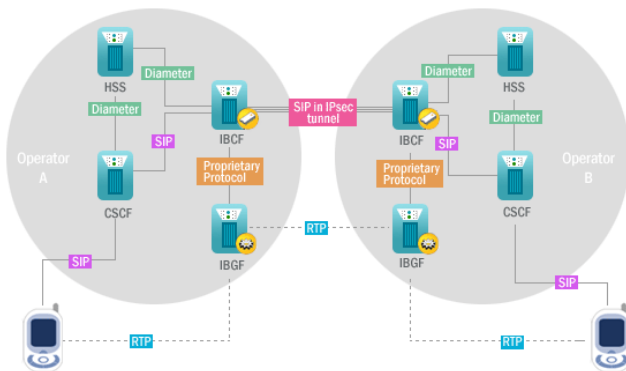 HSS
HSS
Diameter
Diameter
SIP in IPsec
tunnel
IBCF
IBCF
Diameter
Diameter
SIP
SIP
Operator
A
Operator
B
Proprietary
Protocol
Proprietary
Protocol
CSCF
CSCF
RTP
IBGF
IBGF
SIP
SIP
RTP
RTP